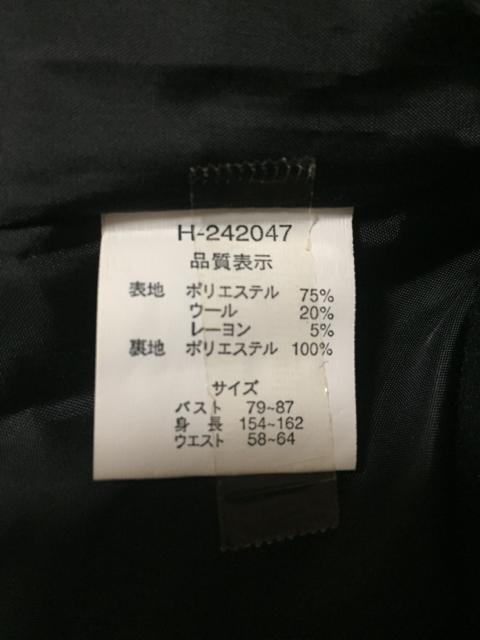 H-242047
品質表示
表地 ポリエステル 75%
ウール 20%
レーヨン 5%
裏地 ポリエステル 100%
サイズ
バスト 79~87
身長 154~162
ウエスト 58~64